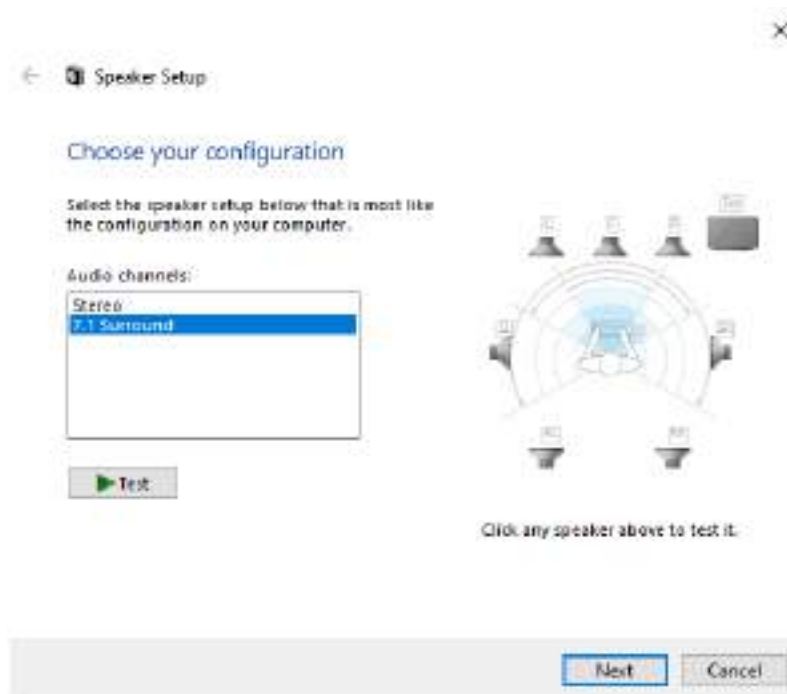 Speaker Setup
Choose your configuration
Select the speaker setup below that is most like
the configuration on your computer.
Audio channels:
Stereo
7.1 Surround
Test
Click any speaker above to test it.
Next
Cancel